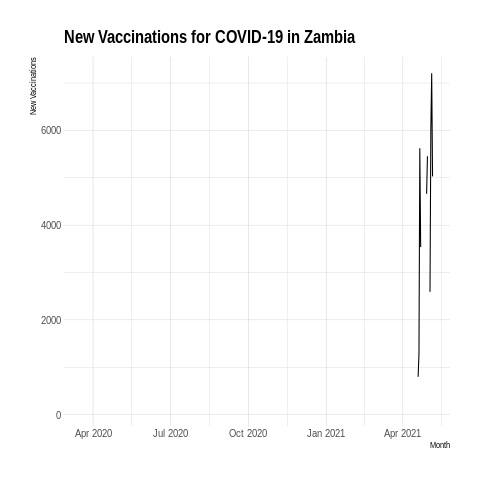 New Vaccinations for COVID-19 in Zambia
New Vaccinations
6000
4000
2000
0
Apr 2020 Jul 2020 Oct 2020 Jan 2021 Apr 2021
Month